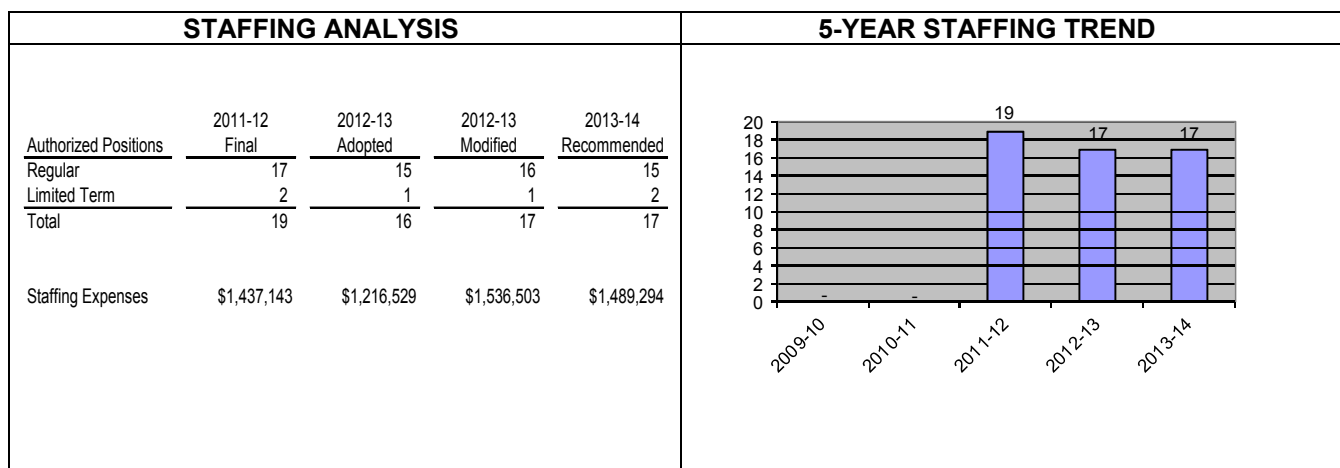 STAFFING ANALYSIS
2011-12 2012-13 2012-13 2013-14
Authorized Positions Final Adopted Modified Recommended
Regular 17 15 16 15
Limited Term 2 1 1 2
Total 19 16 17 17
Staffing Expenses $1,437,143 $1,216,529 $1,536,503 $1,489,294
5-YEAR STAFFING TREND
20
18
16
14
12
10
8
6
4
2
0
- - 19 17 17
2009-10 2010-11 2011-12 2012-13 2013-14